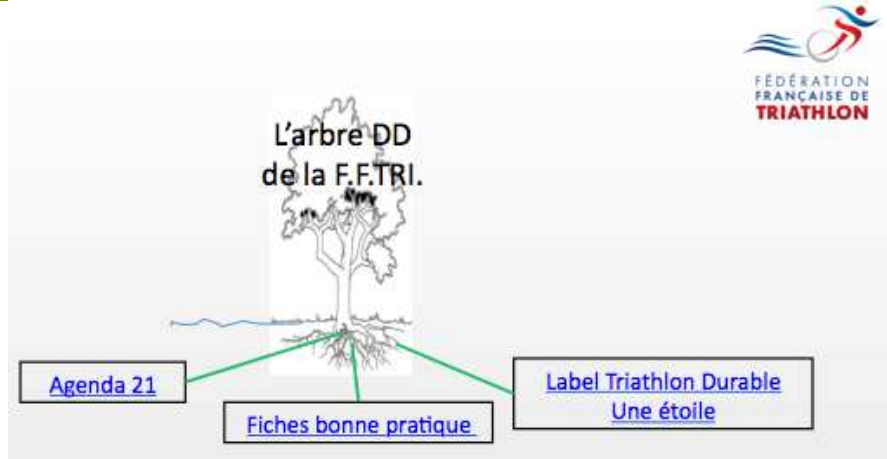 FÉDÉRATION
FRANÇAISE DE
TRIATHLON
L'arbre DD
de la F.F.TRI.
Agenda 21
Fiches bonne pratique
Label Triathlon Durable
Une étoile